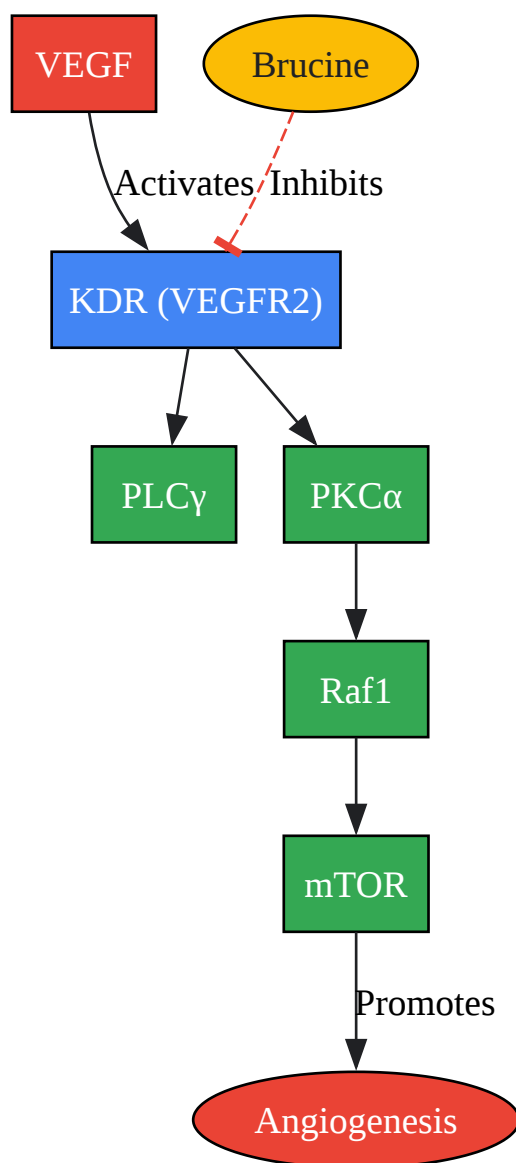 VEGF
Brucine
Activates
Inhibits
KDR (VEGFR2)
PLCγ
PKCα
Raf1
mTOR
Promotes
Angiogenesis